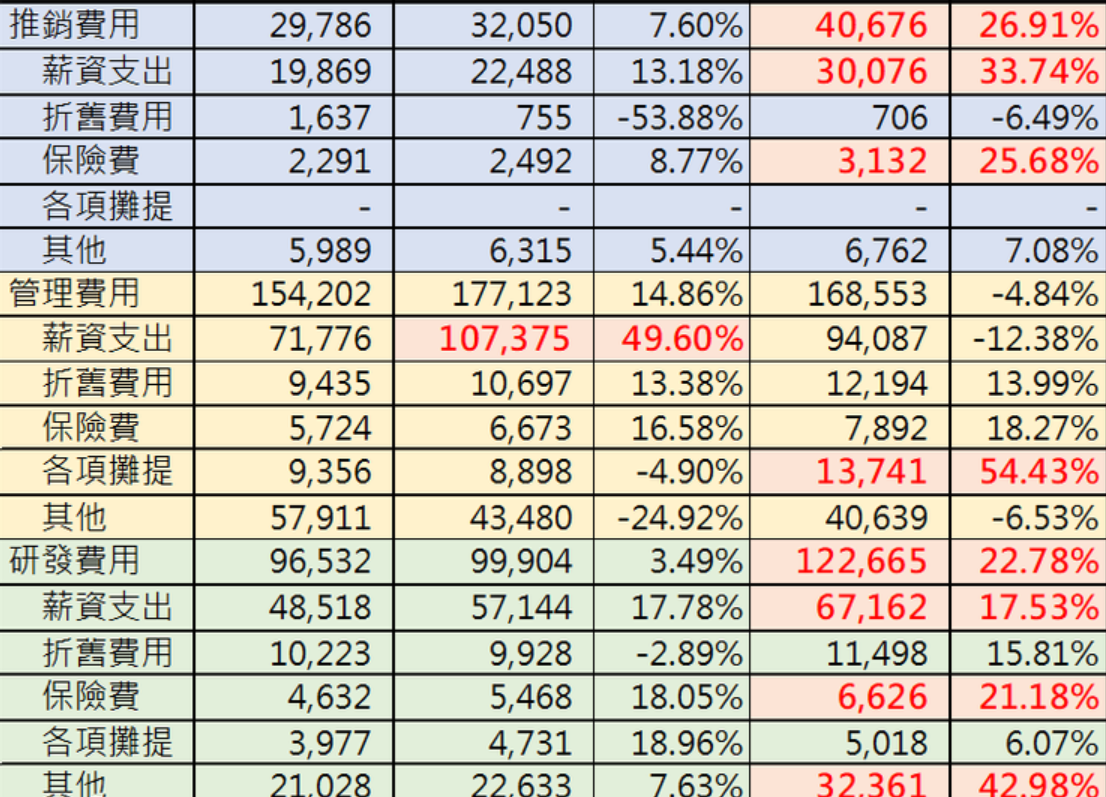 推銷費用 29,786 32,050 7.60% 40,676 26.91%
薪資支出 19,869 22,488 13.18% 30,076 33.74%
折舊費用 1,637 755 -53.88% 706 -6.49%
保險費 2,291 2,492 8.77% 3,132 25.68%
各項攤提 - - - - -
其他 5,989 6,315 5.44% 6,762 7.08%
管理費用 154,202 177,123 14.86% 168,553 -4.84%
薪資支出 71,776 107,375 49.60% 94,087 -12.38%
折舊費用 9,435 10,697 13.38% 12,194 13.99%
保險費 5,724 6,673 16.58% 7,892 18.27%
各項攤提 9,356 8,898 -4.90% 13,741 54.43%
其他 57,911 43,480 -24.92% 40,639 -6.53%
研發費用 96,532 99,904 3.49% 122,665 22.78%
薪資支出 48,518 57,144 17.78% 67,162 17.53%
折舊費用 10,223 9,928 -2.89% 11,498 15.81%
保險費 4,632 5,468 18.05% 6,626 21.18%
各項攤提 3,977 4,731 18.96% 5,018 6.07%
其他 21,028 22,633 7.63% 32,361 42.98%